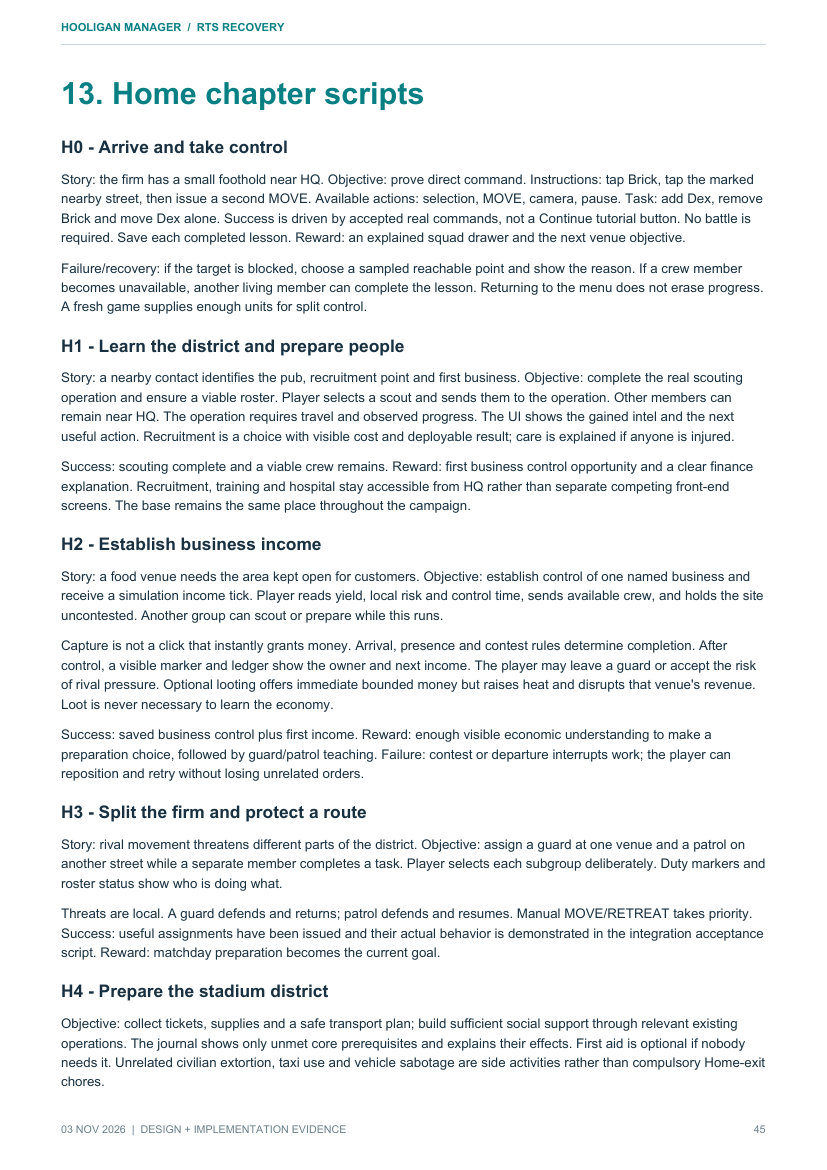 HOOLIGAN MANAGER / RTS RECOVERY
13. Home chapter scripts
H0 - Arrive and take control
Story: the firm has a small foothold near HQ. Objective: prove direct command. Instructions: tap Brick, tap the marked
nearby street, then issue a second MOVE. Available actions: selection, MOVE, camera, pause. Task: add Dex, remove
Brick and move Dex alone. Success is driven by accepted real commands, not a Continue tutorial button. No battle is
required. Save each completed lesson. Reward: an explained squad drawer and the next venue objective.
Failure/recovery: if the target is blocked, choose a sampled reachable point and show the reason. If a crew member
becomes unavailable, another living member can complete the lesson. Returning to the menu does not erase progress.
A fresh game supplies enough units for split control.
H1 - Learn the district and prepare people
Story: a nearby contact identifies the pub, recruitment point and first business. Objective: complete the real scouting
operation and ensure a viable roster. Player selects a scout and sends them to the operation. Other members can
remain near HQ. The operation requires travel and observed progress. The UI shows the gained intel and the next
useful action. Recruitment is a choice with visible cost and deployable result; care is explained if anyone is injured.
Success: scouting complete and a viable crew remains. Reward: first business control opportunity and a clear finance
explanation. Recruitment, training and hospital stay accessible from HQ rather than separate competing front-end
screens. The base remains the same place throughout the campaign.
H2 - Establish business income
Story: a food venue needs the area kept open for customers. Objective: establish control of one named business and
receive a simulation income tick. Player reads yield, local risk and control time, sends available crew, and holds the site
uncontested. Another group can scout or prepare while this runs.
Capture is not a click that instantly grants money. Arrival, presence and contest rules determine completion. After
control, a visible marker and ledger show the owner and next income. The player may leave a guard or accept the risk
of rival pressure. Optional looting offers immediate bounded money but raises heat and disrupts that venue's revenue.
Loot is never necessary to learn the economy.
Success: saved business control plus first income. Reward: enough visible economic understanding to make a
preparation choice, followed by guard/patrol teaching. Failure: contest or departure interrupts work; the player can
reposition and retry without losing unrelated orders.
H3 - Split the firm and protect a route
Story: rival movement threatens different parts of the district. Objective: assign a guard at one venue and a patrol on
another street while a separate member completes a task. Player selects each subgroup deliberately. Duty markers and
roster status show who is doing what.
Threats are local. A guard defends and returns; patrol defends and resumes. Manual MOVE/RETREAT takes priority.
Success: useful assignments have been issued and their actual behavior is demonstrated in the integration acceptance
script. Reward: matchday preparation becomes the current goal.
H4 - Prepare the stadium district
Objective: collect tickets, supplies and a safe transport plan; build sufficient social support through relevant existing
operations. The journal shows only unmet core prerequisites and explains their effects. First aid is optional if nobody
needs it. Unrelated civilian extortion, taxi use and vehicle sabotage are side activities rather than compulsory Home-exit
chores.
03 NOV 2026 | DESIGN + IMPLEMENTATION EVIDENCE
45